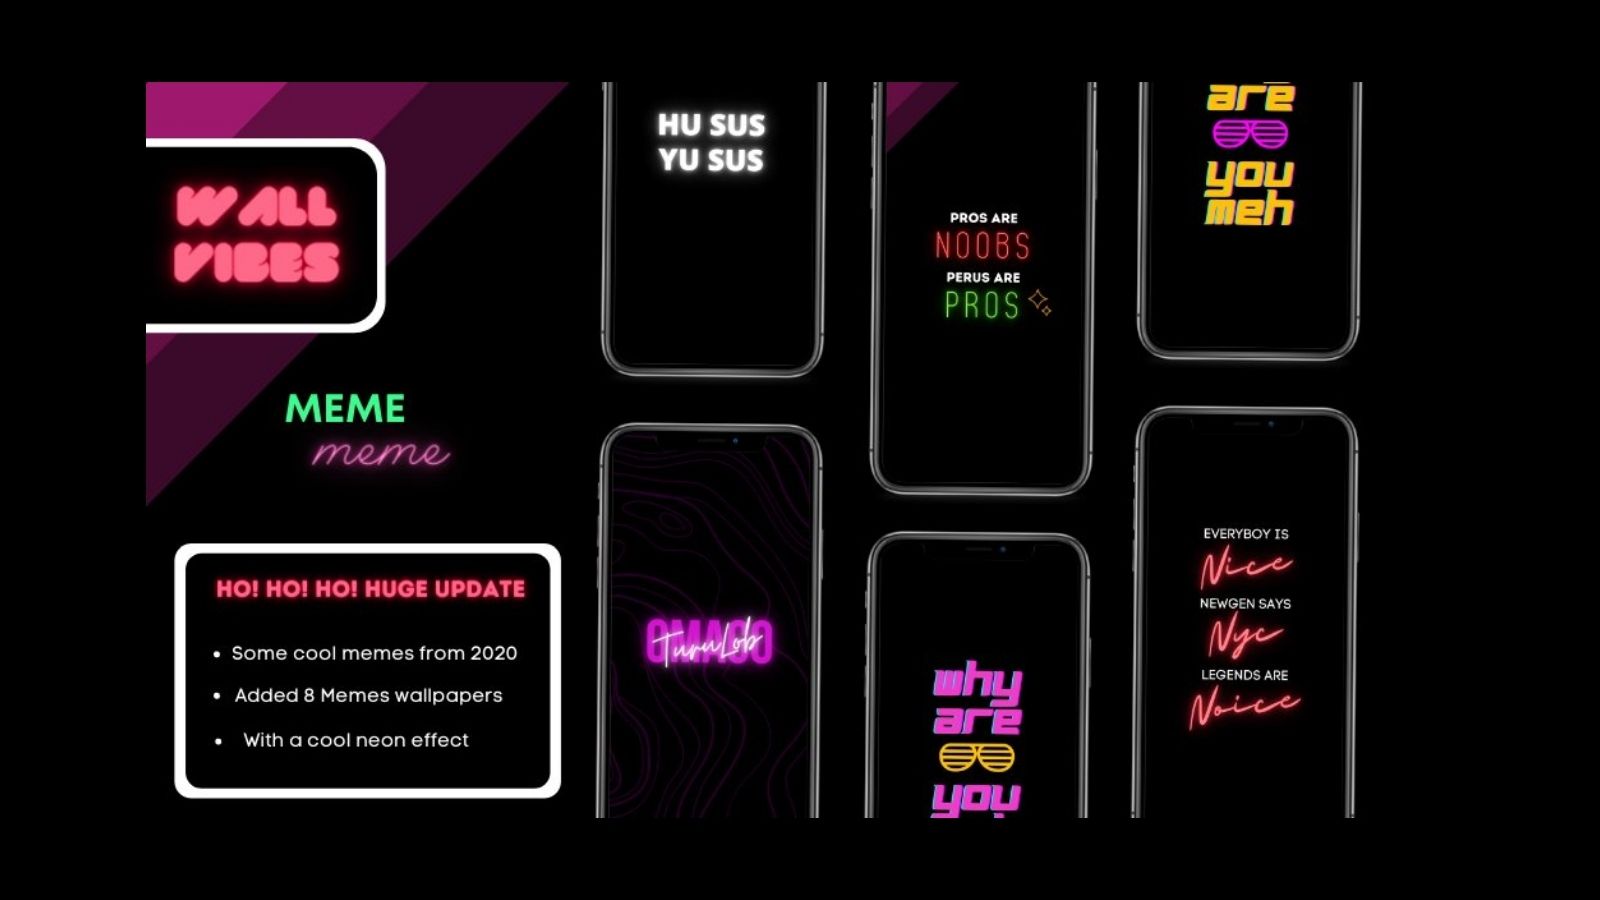 WALL
VIBES
MEME
meme
HO! HO! HO! HUGE UPDATE
• Some cool memes from 2020
• Added 8 Memes wallpapers
• With a cool neon effect
HU SUS
YU SUS
OMAGO
TuruLob
PROS ARE
NOOBS
PERUS ARE
PROS
why
are
you
are
you
meh
EVERYBOY IS
Nice
NEWGEN SAYS
Nyc
LEGENDS ARE
Noice